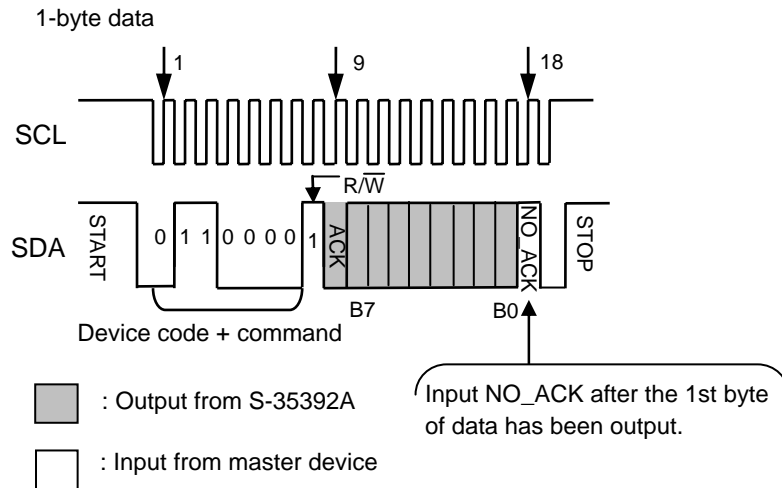 1-byte data
1 9 18
SCL
R/W̅
SDA
START 0 1 1 0 0 0 0 1 ACK NO_ACK STOP
B7 B0
Device code + command
: Output from S-35392A
: Input from master device
Input NO_ACK after the 1st byte
of data has been output.